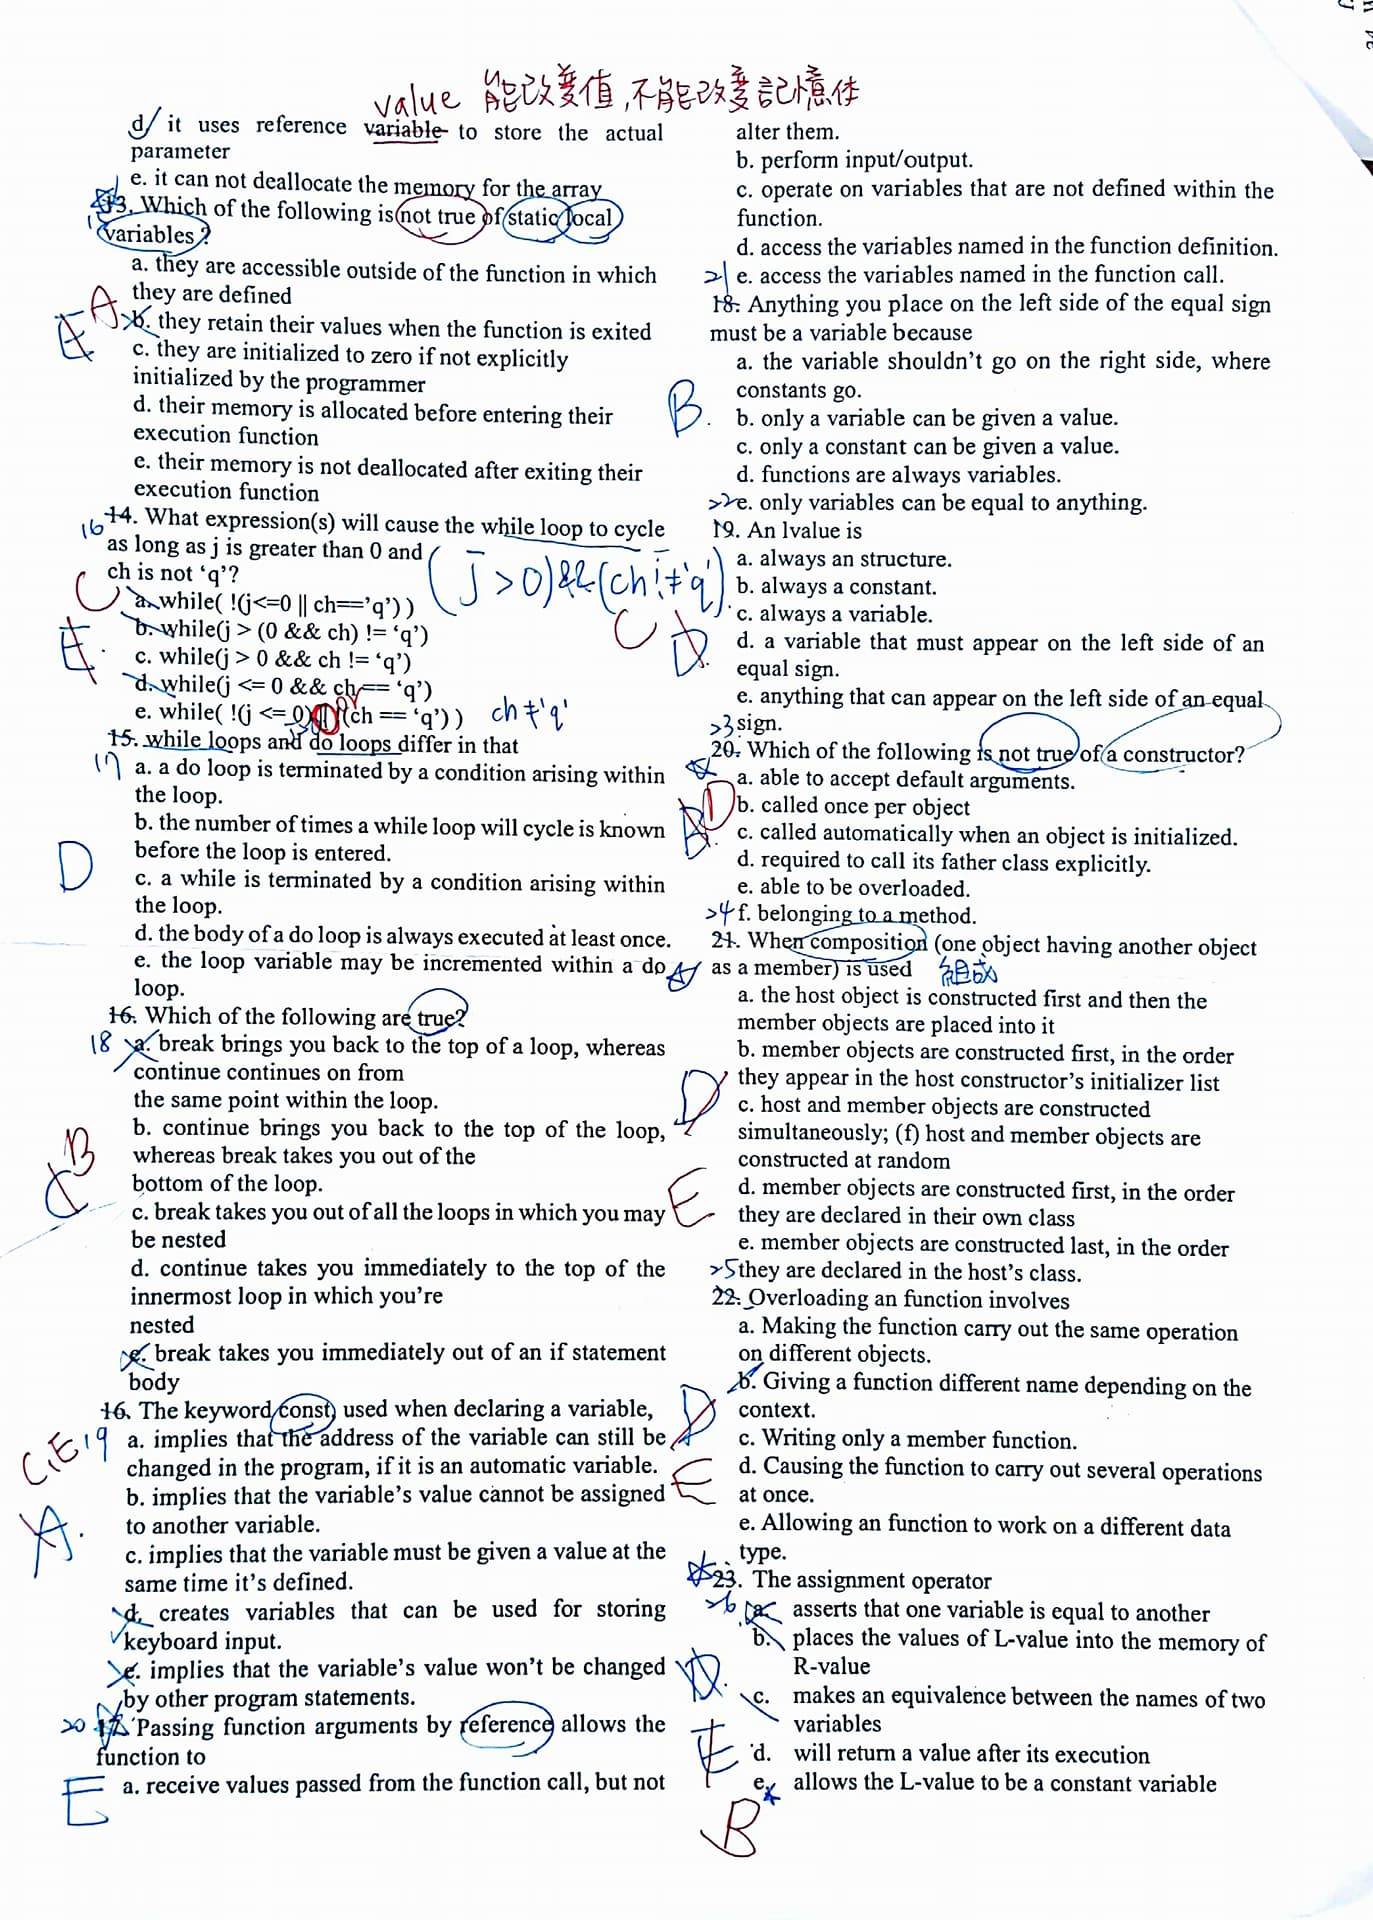 value 能改變值,不能改變記憶体
d. it uses reference variable to store the actual
parameter
e. it can not deallocate the memory for the array
13. Which of the following is not true of static local
variables?
a. they are accessible outside of the function in which
they are defined
A
E
b. they retain their values when the function is exited
c. they are initialized to zero if not explicitly
initialized by the programmer
d. their memory is allocated before entering their
execution function
e. their memory is not deallocated after exiting their
execution function
16
14. What expression(s) will cause the while loop to cycle
as long as j is greater than 0 and
ch is not ‘q’?
(j>0)&&(ch!≠'q')
C
a. while( !(j<=0 || ch==’q’) )
b. while(j > (0 && ch) != ‘q’)
C
E.
c. while(j > 0 && ch != ‘q’)
d. while(j <= 0 && ch == ‘q’)
or
e. while( !(j <= 0) || (ch == ‘q’) )
ch≠'q'
15. while loops and do loops differ in that
17
a. a do loop is terminated by a condition arising within
the loop.
b. the number of times a while loop will cycle is known
before the loop is entered.
D
c. a while is terminated by a condition arising within
the loop.
d. the body of a do loop is always executed at least once.
e. the loop variable may be incremented within a do
loop.
16. Which of the following are true?
18
a. break brings you back to the top of a loop, whereas
continue continues on from
the same point within the loop.
b. continue brings you back to the top of the loop,
whereas break takes you out of the
B
bottom of the loop.
C
c. break takes you out of all the loops in which you may
be nested
d. continue takes you immediately to the top of the
innermost loop in which you’re
nested
e. break takes you immediately out of an if statement
body
16. The keyword const, used when declaring a variable,
C,E
19
a. implies that the address of the variable can still be
changed in the program, if it is an automatic variable.
b. implies that the variable’s value cannot be assigned
to another variable.
A.
c. implies that the variable must be given a value at the
same time it’s defined.
d. creates variables that can be used for storing
keyboard input.
e. implies that the variable’s value won’t be changed
by other program statements.
20
17. Passing function arguments by reference allows the
function to
E
a. receive values passed from the function call, but not
alter them.
b. perform input/output.
c. operate on variables that are not defined within the
function.
d. access the variables named in the function definition.
21
e. access the variables named in the function call.
18. Anything you place on the left side of the equal sign
must be a variable because
a. the variable shouldn’t go on the right side, where
constants go.
B.
b. only a variable can be given a value.
c. only a constant can be given a value.
d. functions are always variables.
22
e. only variables can be equal to anything.
19. An lvalue is
a. always an structure.
b. always a constant.
c. always a variable.
D.
d. a variable that must appear on the left side of an
equal sign.
e. anything that can appear on the left side of an equal
23
sign.
20. Which of the following is not true of a constructor?
a. able to accept default arguments.
D
b. called once per object
c. called automatically when an object is initialized.
d. required to call its father class explicitly.
e. able to be overloaded.
24
f. belonging to a method.
21. When composition (one object having another object
as a member) is used
組成
a. the host object is constructed first and then the
member objects are placed into it
b. member objects are constructed first, in the order
they appear in the host constructor’s initializer list
D
c. host and member objects are constructed
simultaneously; (f) host and member objects are
constructed at random
E
d. member objects are constructed first, in the order
they are declared in their own class
e. member objects are constructed last, in the order
25
they are declared in the host’s class.
22. Overloading an function involves
a. Making the function carry out the same operation
on different objects.
b. Giving a function different name depending on the
context.
D
c. Writing only a member function.
E
d. Causing the function to carry out several operations
at once.
e. Allowing an function to work on a different data
type.
23. The assignment operator
26
a. asserts that one variable is equal to another
b. places the values of L-value into the memory of
R-value
D.
c. makes an equivalence between the names of two
variables
E
d. will return a value after its execution
e. allows the L-value to be a constant variable
B